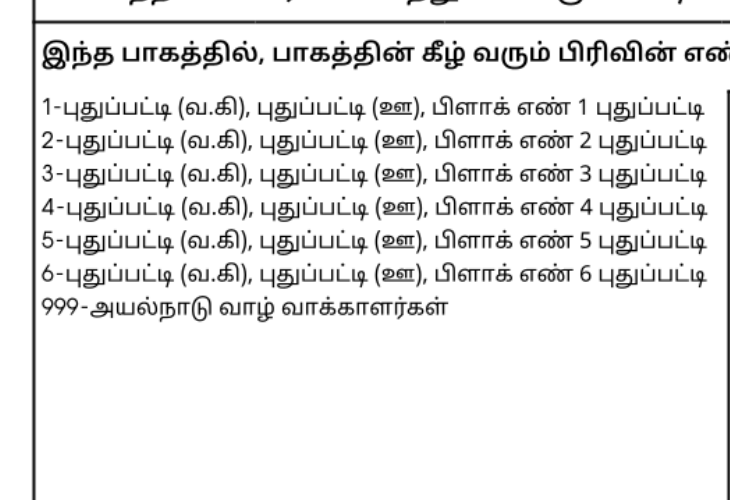 இந்த பாகத்தில், பாகத்தின் கீழ் வரும் பிரிவின்
1-புதுப்பட்டி (வ.கி), புதுப்பட்டி (ஊ), பிளாக் எண் 1 புதுப்பட்டி
2-புதுப்பட்டி (வ.கி), புதுப்பட்டி (ஊ), பிளாக் எண் 2 புதுப்பட்டி
3-புதுப்பட்டி (வ.கி), புதுப்பட்டி (ஊ), பிளாக் எண் 3 புதுப்பட்டி
4-புதுப்பட்டி (வ.கி), புதுப்பட்டி (ஊ), பிளாக் எண் 4 புதுப்பட்டி
5-புதுப்பட்டி (வ.கி), புதுப்பட்டி (ஊ), பிளாக் எண் 5 புதுப்பட்டி
6-புதுப்பட்டி (வ.கி), புதுப்பட்டி (ஊ), பிளாக் எண் 6 புதுப்பட்டி
999-அயல்நாடு வாழ் வாக்காளர்கள்